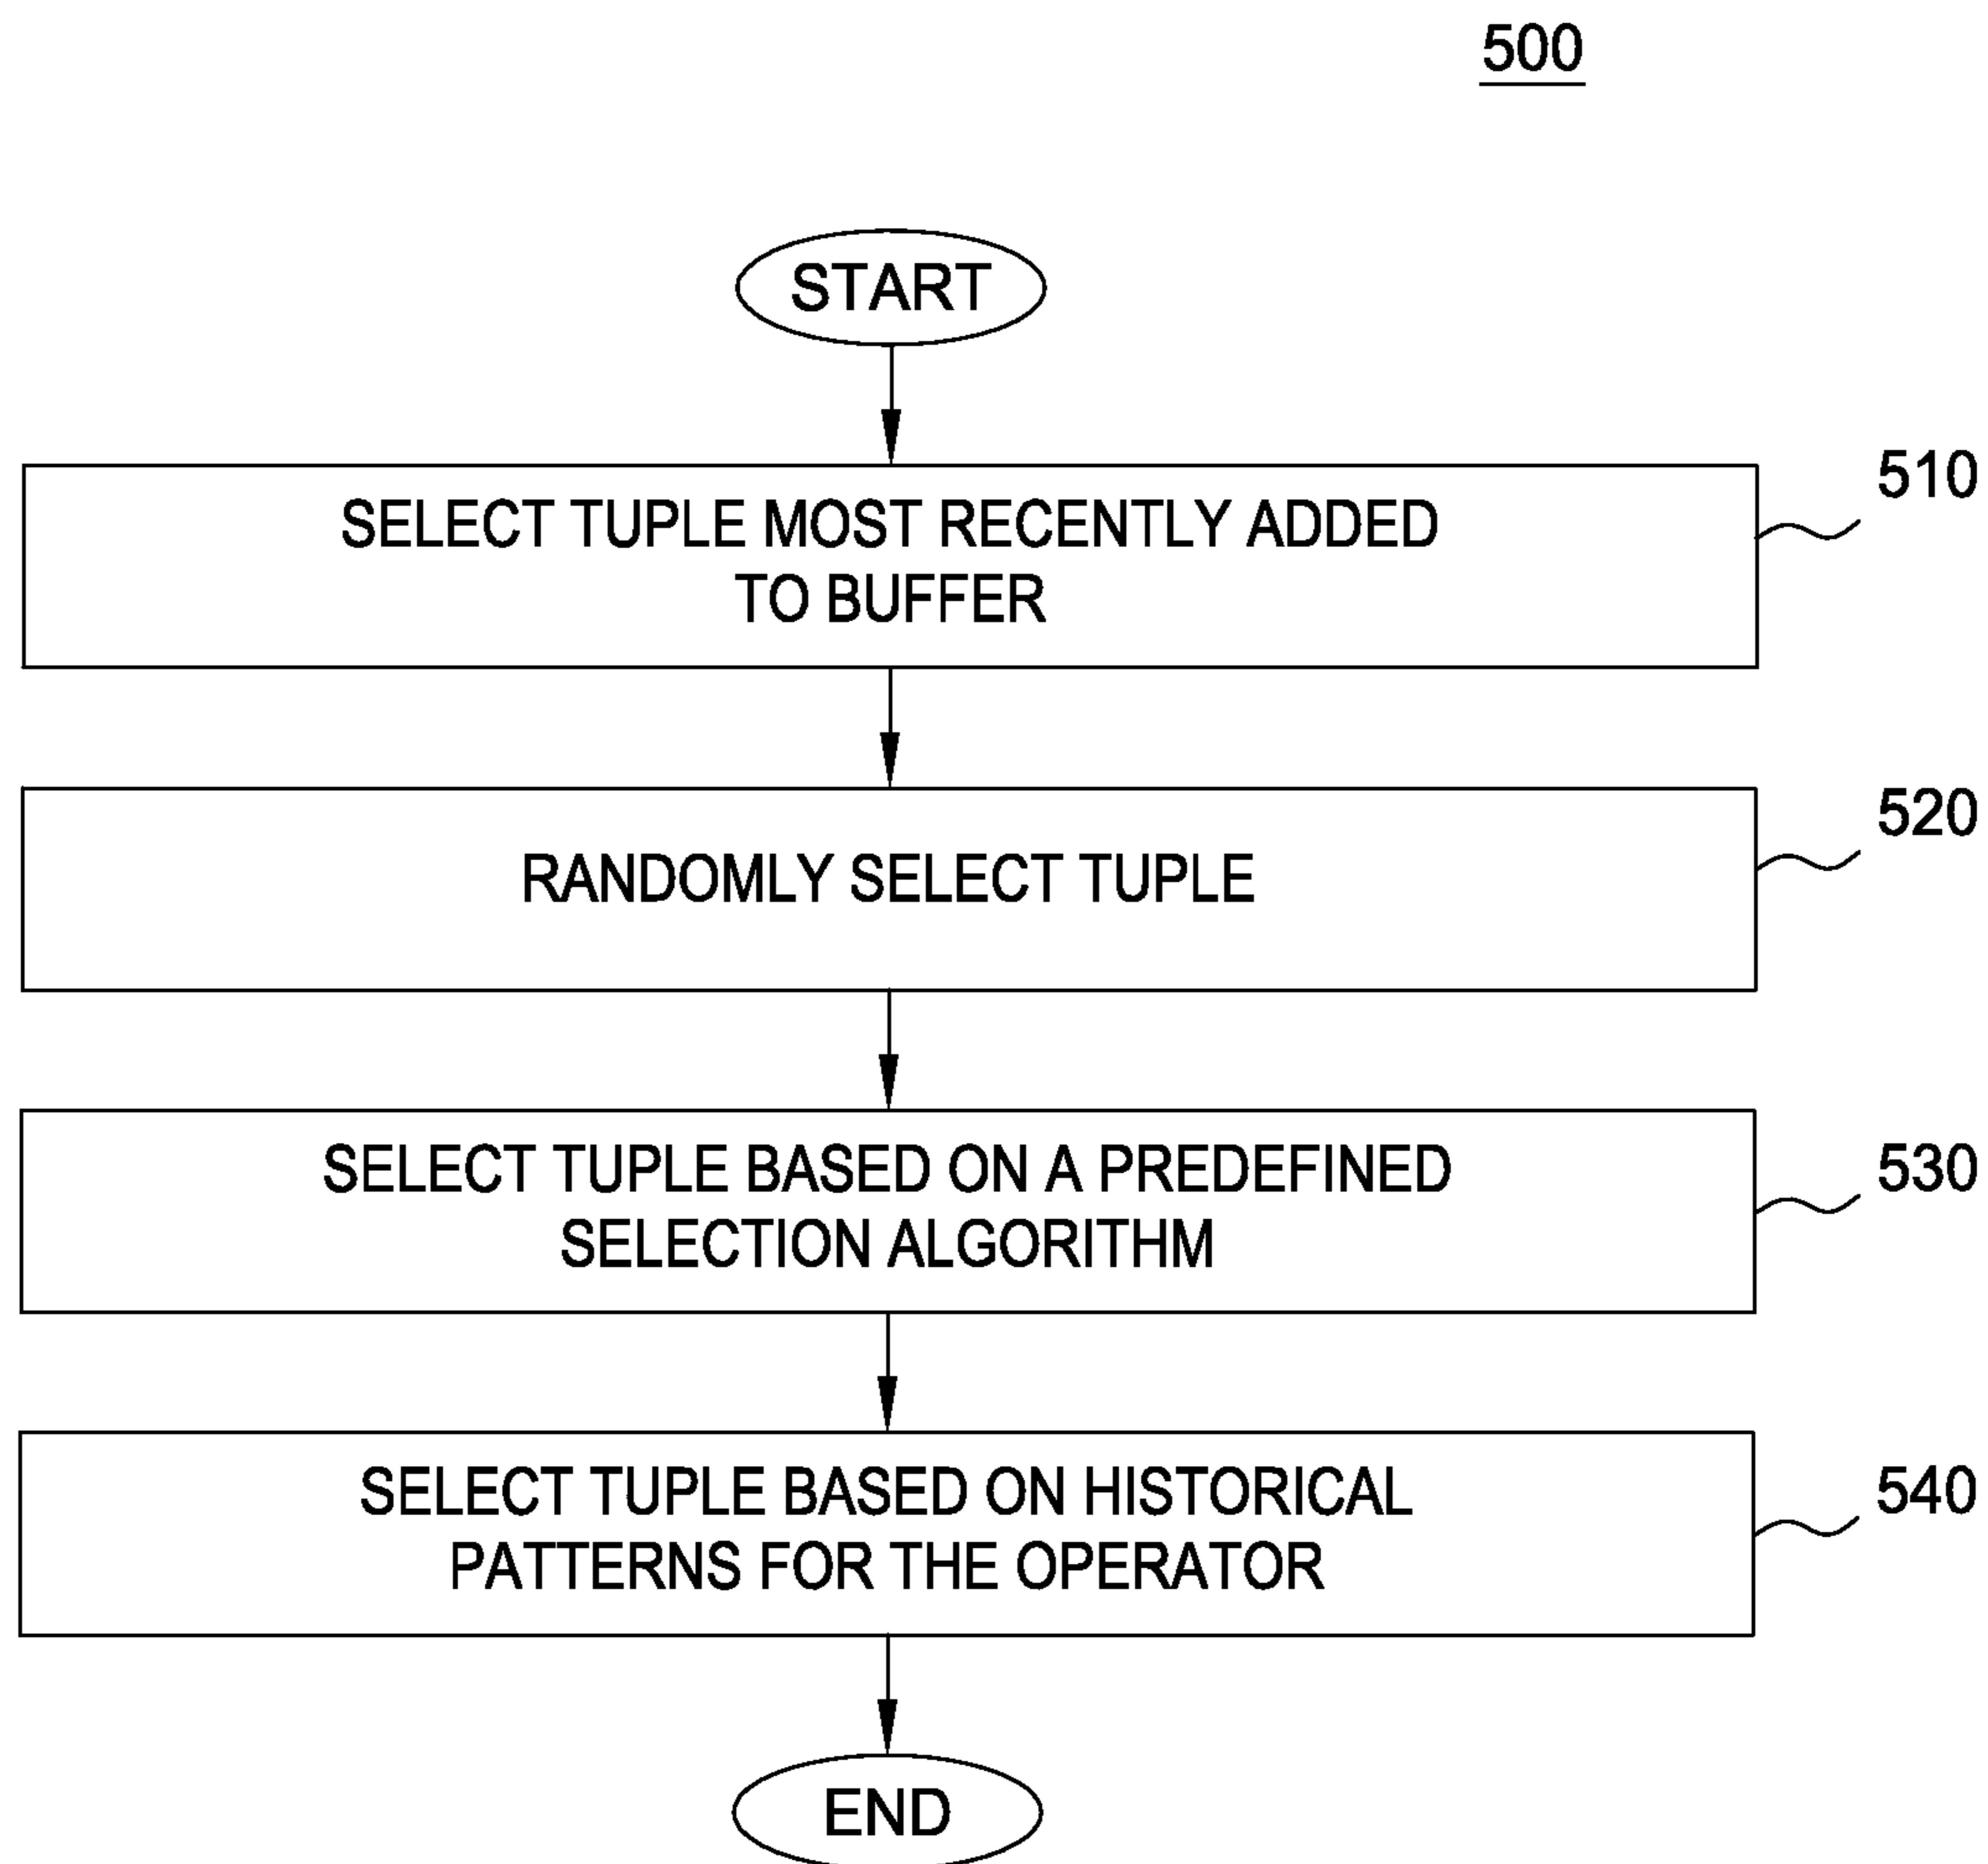 500
START
SELECT TUPLE MOST RECENTLY ADDED
TO BUFFER
510
RANDOMLY SELECT TUPLE
520
SELECT TUPLE BASED ON A PREDEFINED
SELECTION ALGORITHM
530
SELECT TUPLE BASED ON HISTORICAL
PATTERNS FOR THE OPERATOR
540
END